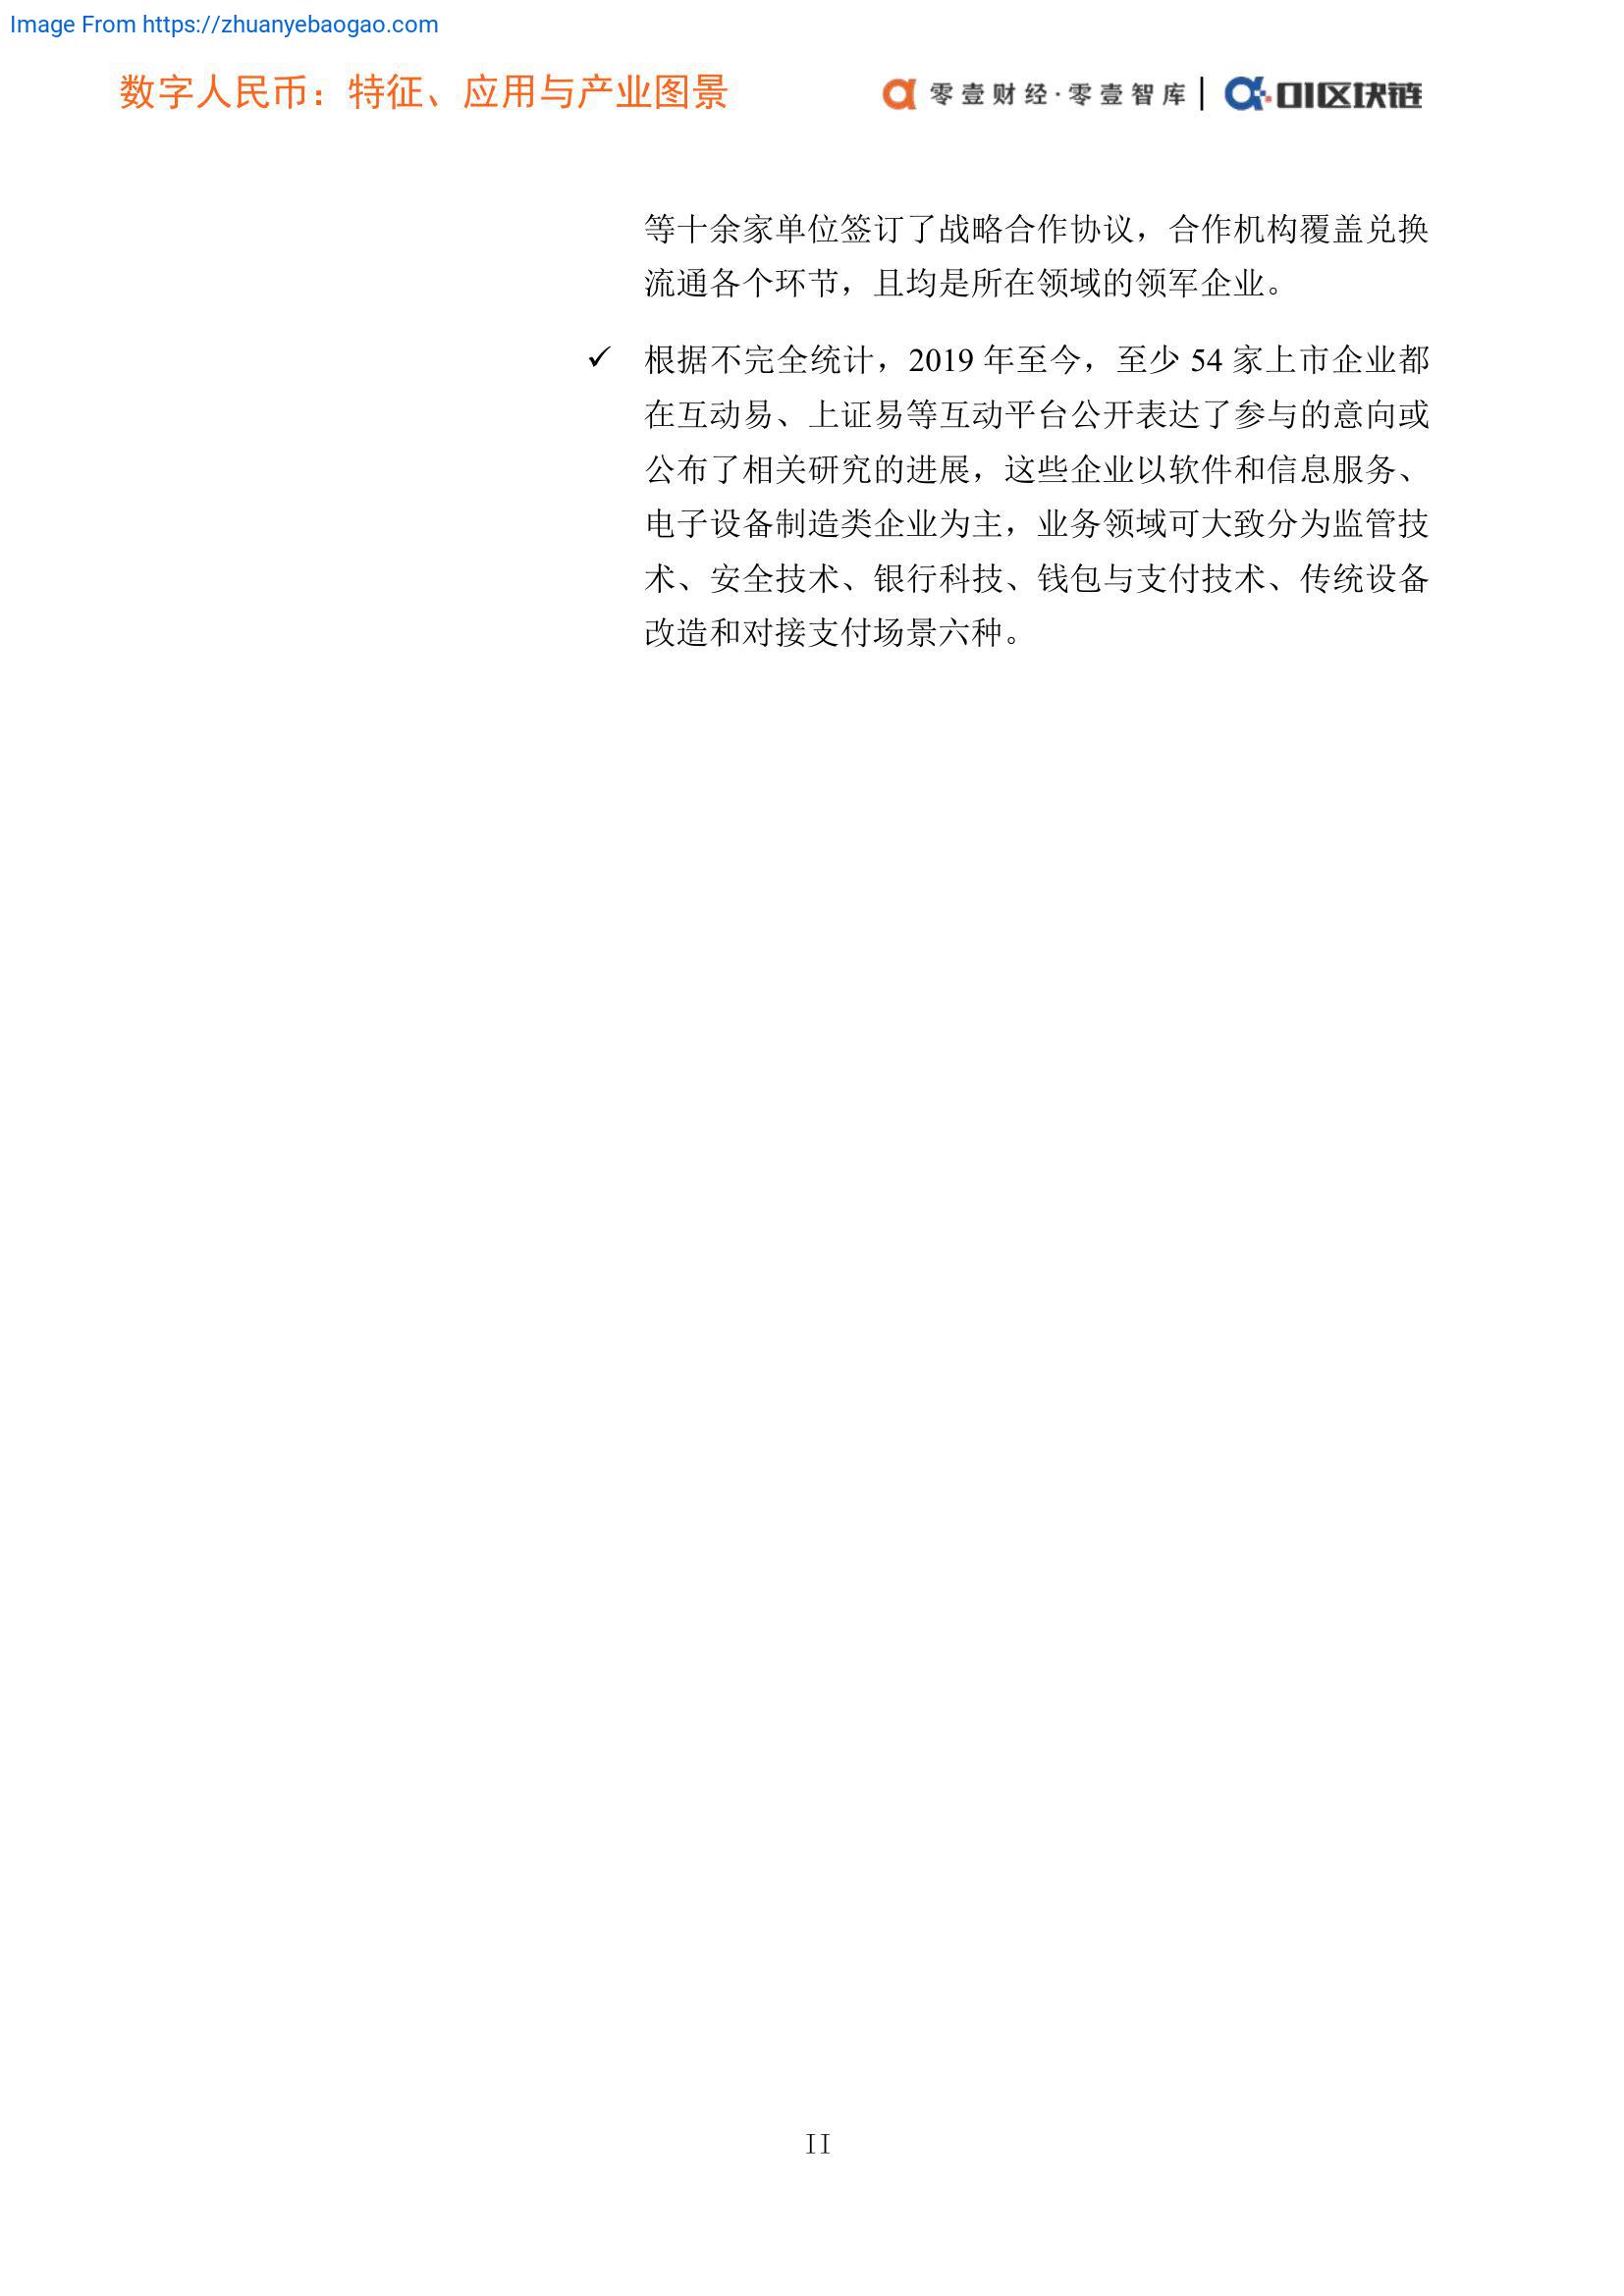 Image From https://zhuanyebaogao.com
数字人民币：特征、应用与产业图景
零壹财经·零壹智库 | 01区块链
等十余家单位签订了战略合作协议，合作机构覆盖兑换
流通各个环节，且均是所在领域的领军企业。
✓ 根据不完全统计，2019 年至今，至少 54 家上市企业都
在互动易、上证易等互动平台公开表达了参与的意向或
公布了相关研究的进展，这些企业以软件和信息服务、
电子设备制造类企业为主，业务领域可大致分为监管技
术、安全技术、银行科技、钱包与支付技术、传统设备
改造和对接支付场景六种。
II